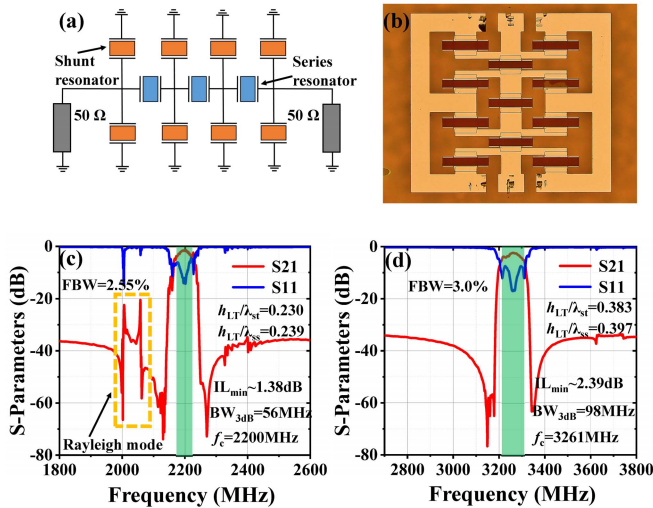 (a)
Shunt
resonator
Series
resonator
50 Ω
50 Ω
(b)
(c)
S-Parameters (dB)
0
-20
-40
-60
-80
FBW=2.55%
S21
S11
hLT/λst=0.230
hLT/λss=0.239
ILmin~1.38dB
BW3dB=56MHz
fc=2200MHz
Rayleigh mode
1800 2000 2200 2400 2600
Frequency (MHz)
(d)
S-Parameters (dB)
0
-20
-40
-60
-80
FBW=3.0%
S21
S11
hLT/λst=0.383
hLT/λss=0.397
ILmin~2.39dB
BW3dB=98MHz
fc=3261MHz
2800 3000 3200 3400 3600 3800
Frequency (MHz)